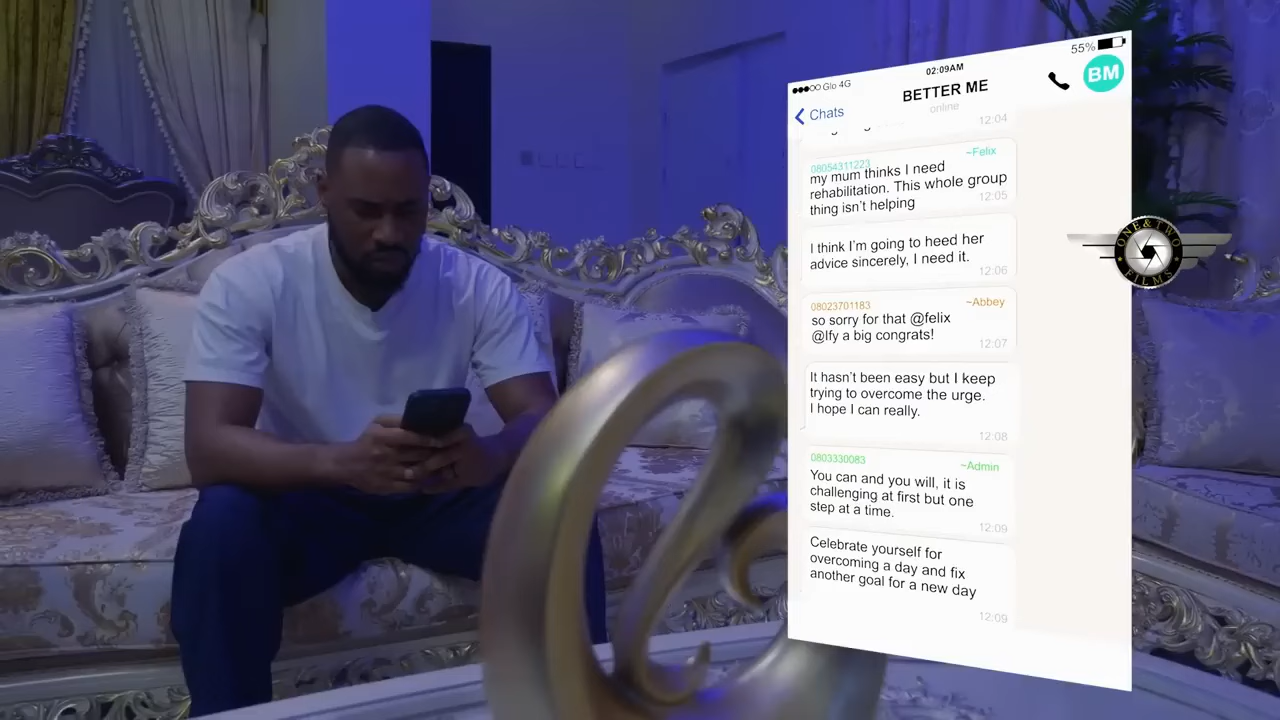 55%
Glo 4G
02:09AM
BETTER ME
BM
Chats
online
12:04
08054311223
~Felix
my mum thinks I need
rehabilitation. This whole group
thing isn't helping
12:05
I think I'm going to heed her
advice sincerely, I need it.
12:06
08023701183
~Abbey
so sorry for that @felix
@Ify a big congrats!
12:07
It hasn't been easy but I keep
trying to overcome the urge.
I hope I can really.
12:08
0803330083
~Admin
You can and you will, it is
challenging at first but one
step at a time.
12:09
Celebrate yourself for
overcoming a day and fix
another goal for a new day
12:09
ONE&TWO
FILMS